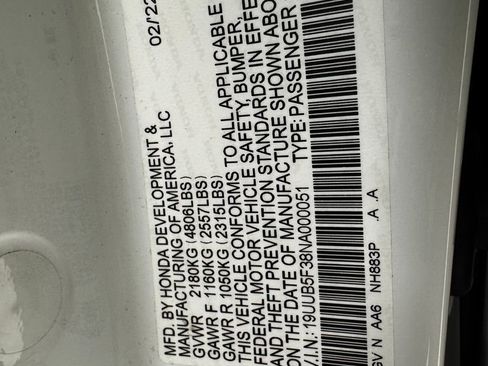 MFD. BY HONDA DEVELOPMENT &
MANUFACTURING OF AMERICA, LLC 02/22
GVWR 2180KG (4806LBS)
GAWR F 1160KG (2557LBS)
GAWR R 1050KG (2315LBS)
THIS VEHICLE CONFORMS TO ALL APPLICABLE
FEDERAL MOTOR VEHICLE SAFETY, BUMPER,
AND THEFT PREVENTION STANDARDS IN EFFE
ON THE DATE OF MANUFACTURE SHOWN ABO
V.I.N: 19UUB5F38NA000051 TYPE: PASSENGER
GV N AA6 NH883P .A .A